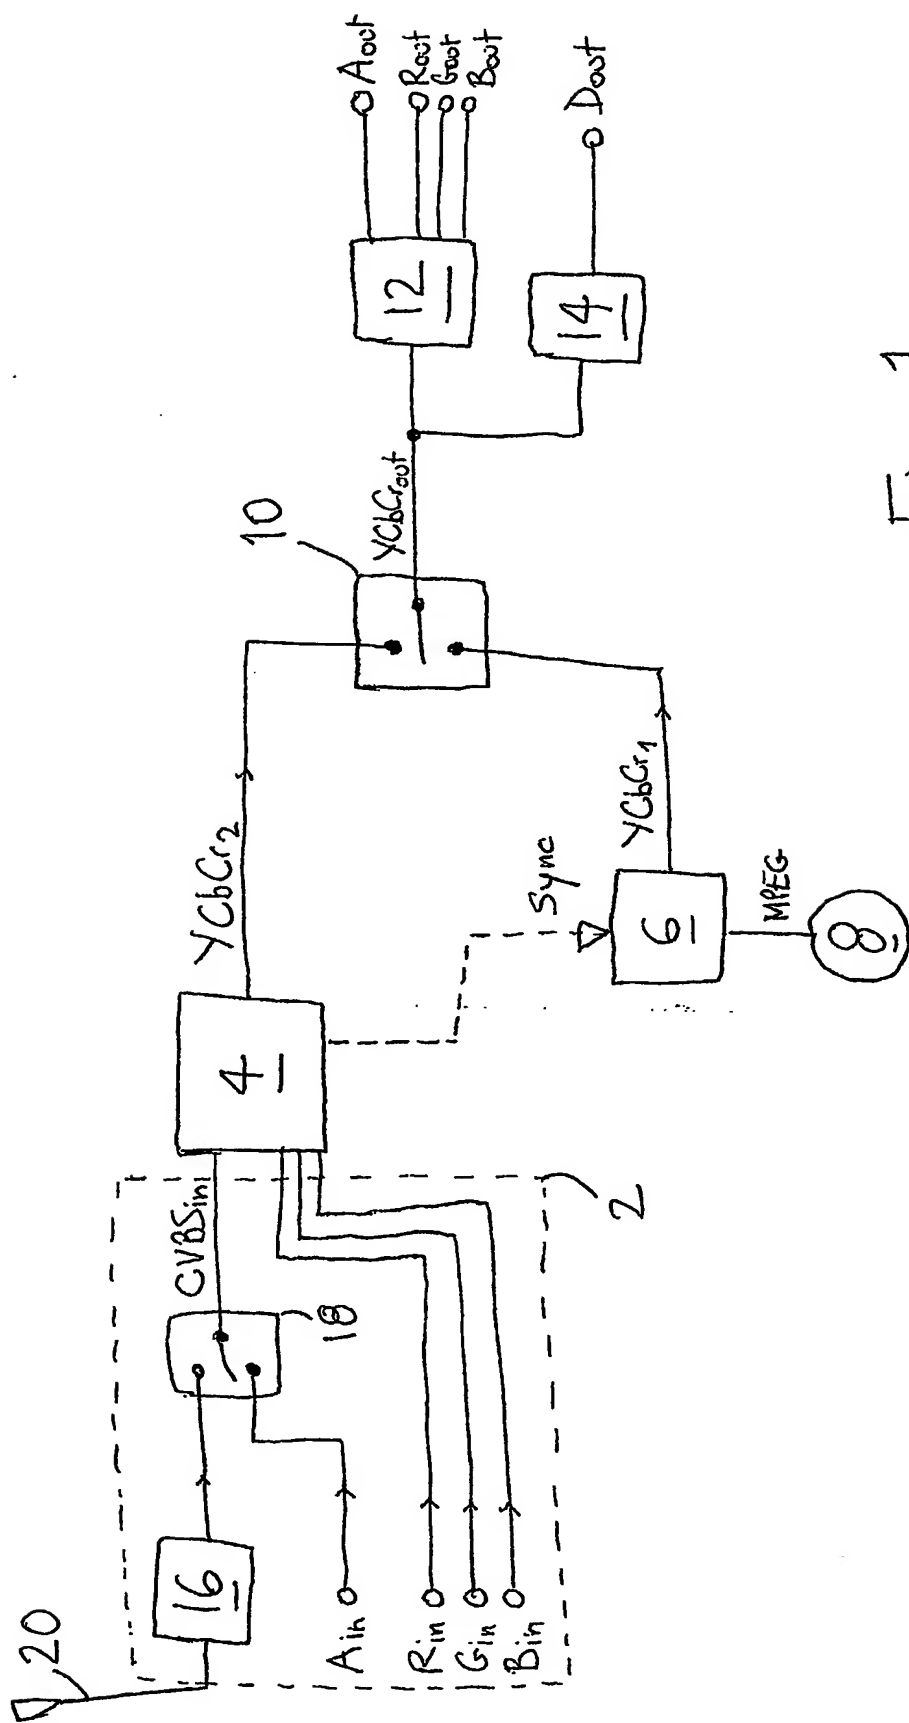 20
16
Ain
Rin
Gin
Bin
18
CVBSin
2
4
YCbCr2
Sync
6
MPEG
8
YCbCr1
10
YCbCrout
12
14
Aout
Rout
Gout
Bout
Dout